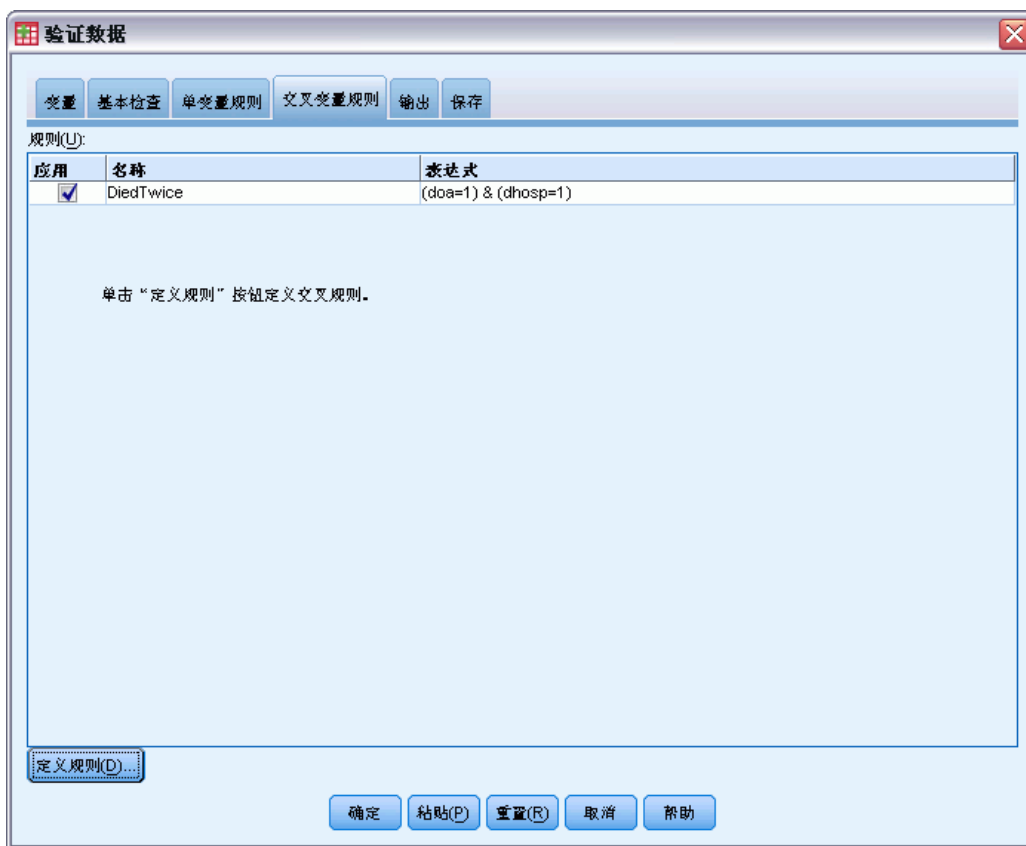 验证数据
变量 基本检查 单变量规则 交叉变量规则 输出 保存
规则(U):
应用 名称 表达式
DiedTwice (doa=1) & (dhosp=1)
单击“定义规则”按钮定义交叉规则。
定义规则(D)...
确定 粘贴(P) 重置(R) 取消 帮助